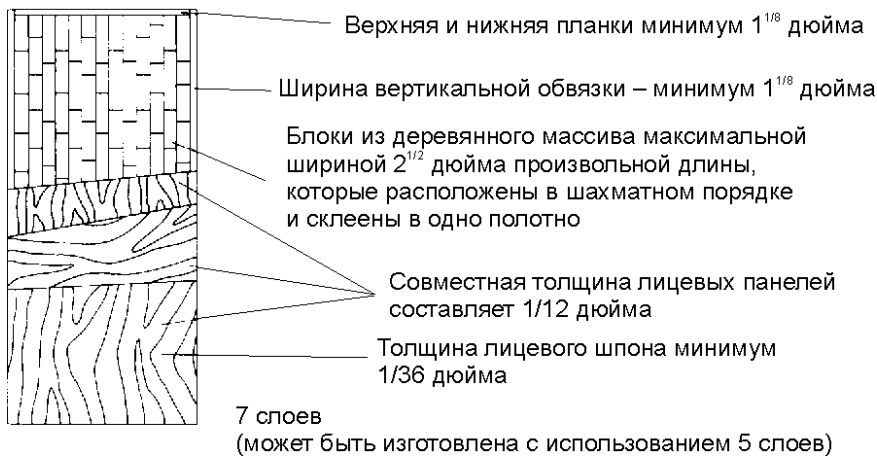 Верхняя и нижняя планки минимум 1 1/8 дюйма
Ширина вертикальной обвязки – минимум 1 1/8 дюйма
Блоки из деревянного массива максимальной
шириной 2 1/2 дюйма произвольной длины,
которые расположены в шахматном порядке
и склеены в одно полотно
Совместная толщина лицевых панелей
составляет 1/12 дюйма
Толщина лицевого шпона минимум
1/36 дюйма
7 слоев
(может быть изготовлена с использованием 5 слоев)